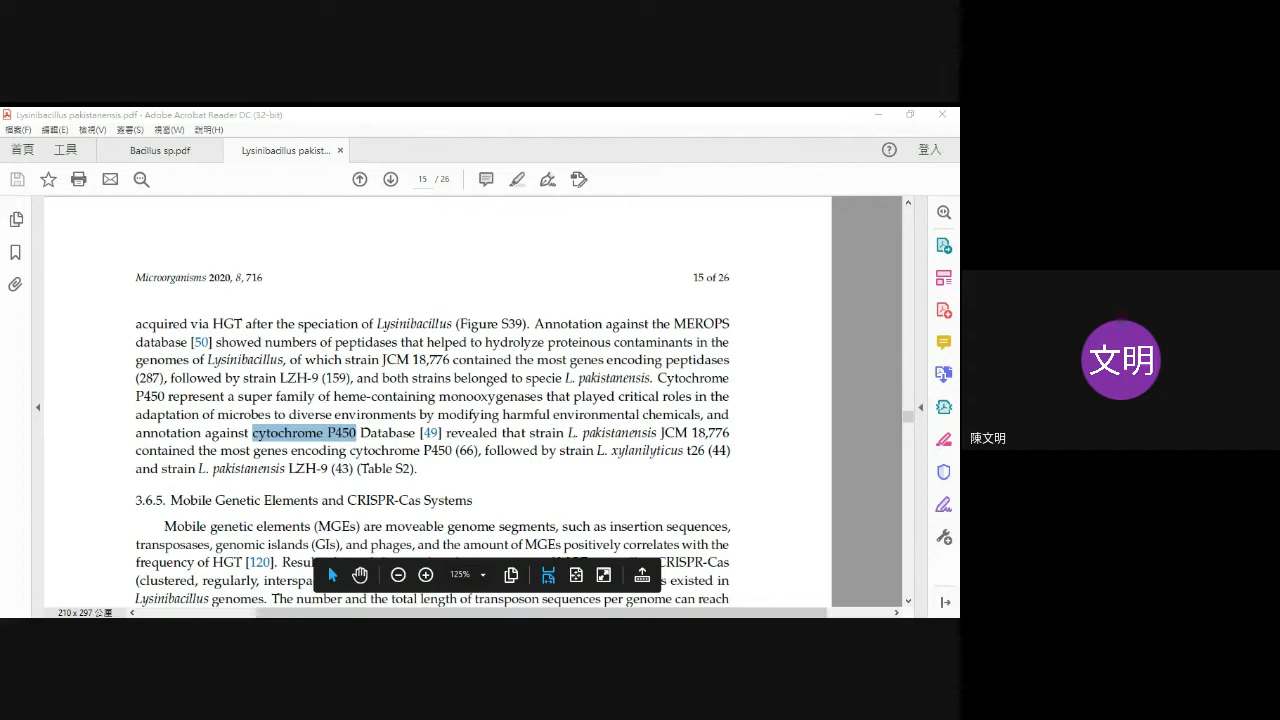 Lysinibacillus pakistanensis.pdf - Adobe Acrobat Reader DC (32-bit)
檔案(F) 編輯(E) 檢視(V) 簽署(S) 視窗(W) 說明(H)
首頁 工具 Bacillus sp.pdf Lysinibacillus pakist... × 登入
15 / 26
Microorganisms 2020, 8, 716 15 of 26
acquired via HGT after the speciation of Lysinibacillus (Figure S39). Annotation against the MEROPS
database [50] showed numbers of peptidases that helped to hydrolyze proteinous contaminants in the
genomes of Lysinibacillus, of which strain JCM 18,776 contained the most genes encoding peptidases
(287), followed by strain LZH-9 (159), and both strains belonged to specie L. pakistanensis. Cytochrome
P450 represent a super family of heme-containing monooxygenases that played critical roles in the
adaptation of microbes to diverse environments by modifying harmful environmental chemicals, and
annotation against cytochrome P450 Database [49] revealed that strain L. pakistanensis JCM 18,776
contained the most genes encoding cytochrome P450 (66), followed by strain L. xylanilyticus t26 (44)
and strain L. pakistanensis LZH-9 (43) (Table S2).
3.6.5. Mobile Genetic Elements and CRISPR-Cas Systems
Mobile genetic elements (MGEs) are moveable genome segments, such as insertion sequences,
transposases, genomic islands (GIs), and phages, and the amount of MGEs positively correlates with the
frequency of HGT [120]. CRISPR-Cas
(clustered, regularly, existed in
Lysinibacillus genomes. The number and the total length of transposon sequences per genome can reach
125%
210 x 297 公厘
文明
陳文明